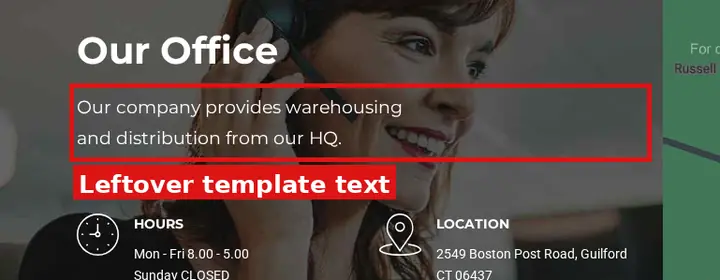 Our Office
For
Russell
Our company provides warehousing
and distribution from our HQ.
Leftover template text
HOURS
LOCATION
Mon - Fri 8.00 - 5.00
2549 Boston Post Road, Guilford
Sunday CLOSED
CT 06437